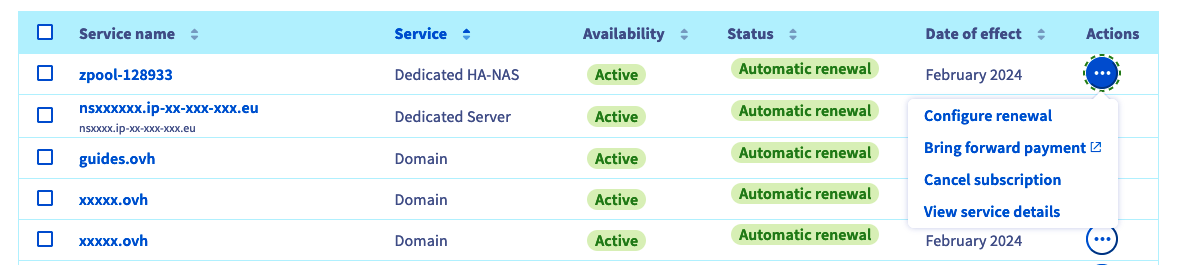 Service name Service Availability Status Date of effect Actions
zpool-128933 Dedicated HA-NAS Active Automatic renewal February 2024
nsxxxxxx.ip-xx-xxx-xxx.eu Dedicated Server Active Automatic renewal
nsxxxx.ip-xx-xxx-xxx.eu
guides.ovh Domain Active Automatic renewal
xxxxx.ovh Domain Active Automatic renewal
xxxxx.ovh Domain Active Automatic renewal February 2024
Configure renewal
Bring forward payment
Cancel subscription
View service details